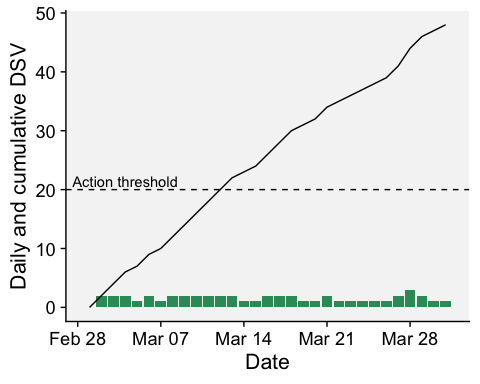 Daily and cumulative DSV
50
40
30
20
10
0
Action threshold
Feb 28
Mar 07
Mar 14
Mar 21
Mar 28
Date